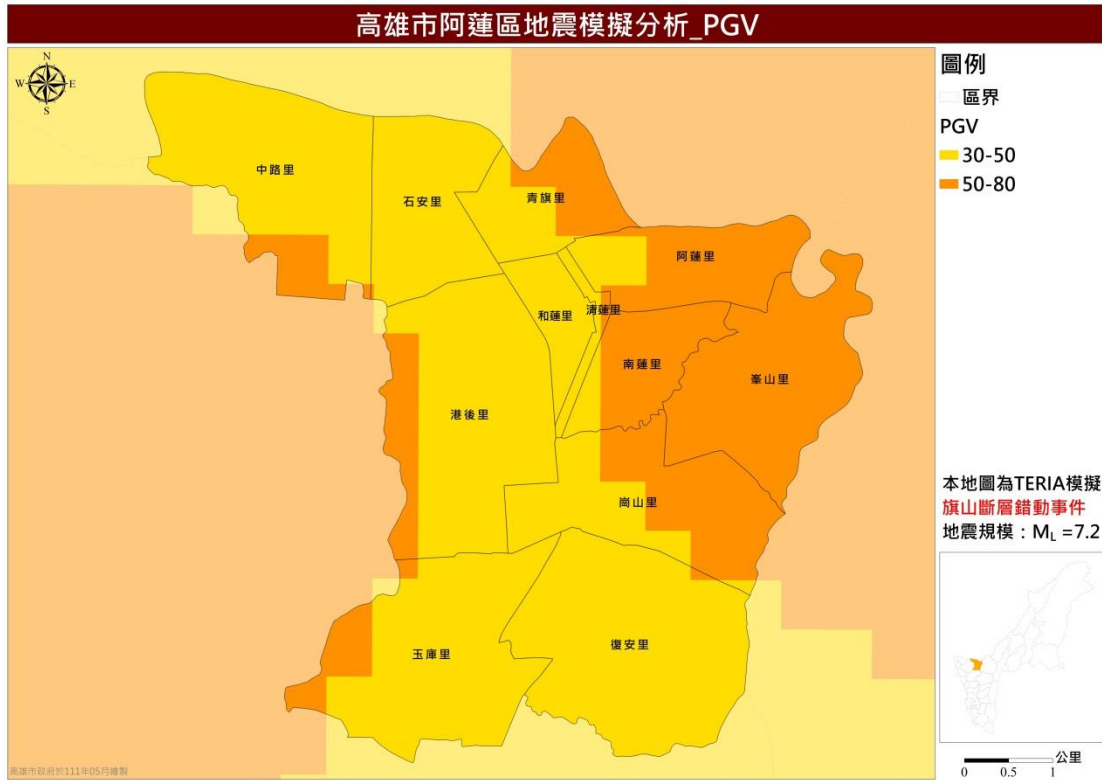 高雄市阿蓮區地震模擬分析_PGV
N
W
E
S
圖例
區界
PGV
30-50
50-80
中路里
石安里
青旗里
阿蓮里
和蓮里
清蓮里
南蓮里
峯山里
港後里
崗山里
玉庫里
復安里
本地圖為TERIA模擬
旗山斷層錯動事件
地震規模：ML =7.2
公里
0 0.5 1
高雄市政府於111年05月繪製